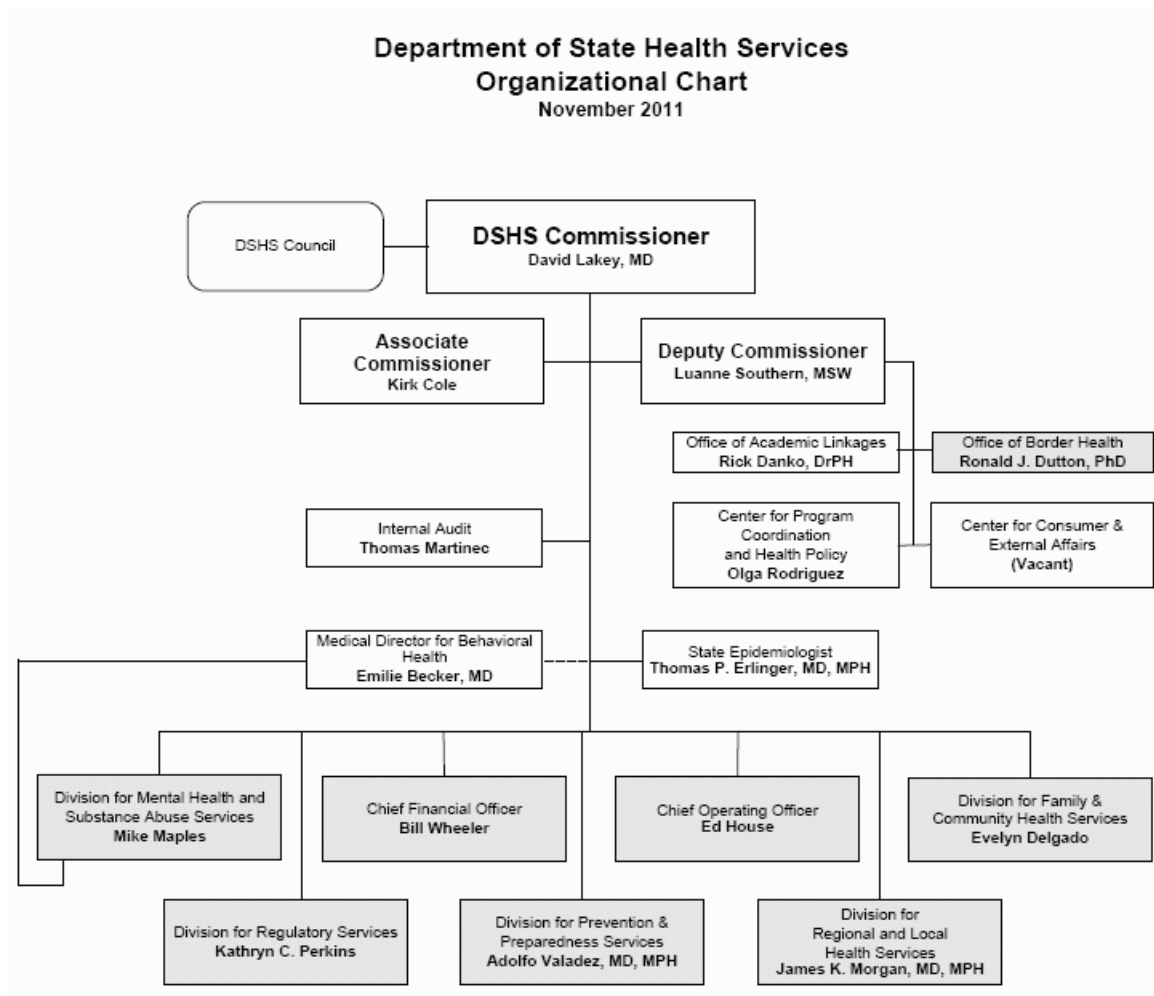 Department of State Health Services
Organizational Chart
November 2011
DSHS Council
DSHS Commissioner
David Lakey, MD
Associate
Commissioner
Kirk Cole
Deputy Commissioner
Luanne Southern, MSW
Office of Academic Linkages
Rick Danko, DrPH
Office of Border Health
Ronald J. Dutton, PhD
Internal Audit
Thomas Martinec
Center for Program
Coordination
and Health Policy
Olga Rodriguez
Center for Consumer &
External Affairs
(Vacant)
Medical Director for Behavioral
Health
Emilie Becker, MD
State Epidemiologist
Thomas P. Erlinger, MD, MPH
Division for Mental Health and
Substance Abuse Services
Mike Maples
Chief Financial Officer
Bill Wheeler
Chief Operating Officer
Ed House
Division for Family &
Community Health Services
Evelyn Delgado
Division for Regulatory Services
Kathryn C. Perkins
Division for Prevention &
Preparedness Services
Adolfo Valadez, MD, MPH
Division for
Regional and Local
Health Services
James K. Morgan, MD, MPH